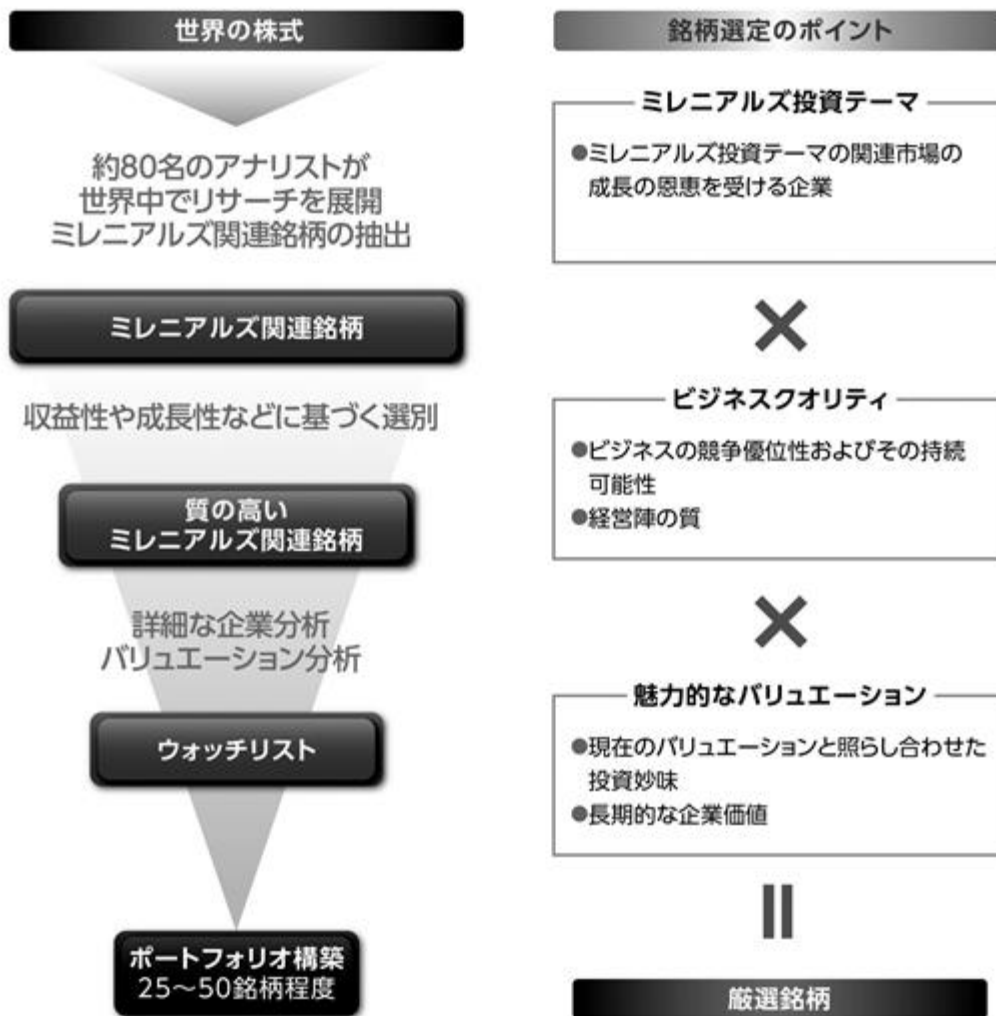 世界の株式
約80名のアナリストが
世界中でリサーチを展開
ミレニアルズ関連銘柄の抽出
ミレニアルズ関連銘柄
収益性や成長性などに基づく選別
質の高い
ミレニアルズ関連銘柄
詳細な企業分析
バリュエーション分析
ウォッチリスト
ポートフォリオ構築
25〜50銘柄程度
銘柄選定のポイント
ミレニアルズ投資テーマ
●ミレニアルズ投資テーマの関連市場の
成長の恩恵を受ける企業
×
ビジネスクオリティ
●ビジネスの競争優位性およびその持続
可能性
●経営陣の質
×
魅力的なバリュエーション
●現在のバリュエーションと照らし合わせた
投資妙味
●長期的な企業価値
＝
厳選銘柄